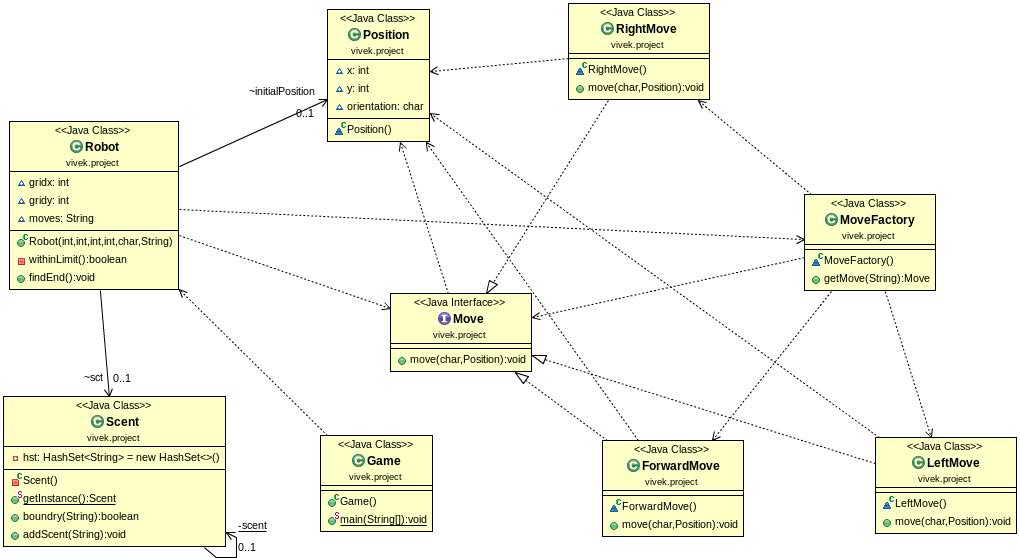 <<Java Class>>
Position
vivek.project
x: int
y: int
orientation: char
Position()
<<Java Class>>
RightMove
vivek.project
RightMove()
move(char,Position):void
~initialPosition
0..1
<<Java Class>>
Robot
vivek.project
gridx: int
gridy: int
moves: String
Robot(int,int,int,int,char,String)
withinLimit():boolean
findEnd():void
<<Java Class>>
MoveFactory
vivek.project
MoveFactory()
getMove(String):Move
<<Java Interface>>
Move
vivek.project
move(char,Position):void
~sct
0..1
<<Java Class>>
Scent
vivek.project
hst: HashSet<String> = new HashSet<>()
Scent()
getInstance():Scent
boundry(String):boolean
addScent(String):void
-scent
0..1
<<Java Class>>
Game
vivek.project
Game()
main(String[]):void
<<Java Class>>
ForwardMove
vivek.project
ForwardMove()
move(char,Position):void
<<Java Class>>
LeftMove
vivek.project
LeftMove()
move(char,Position):void